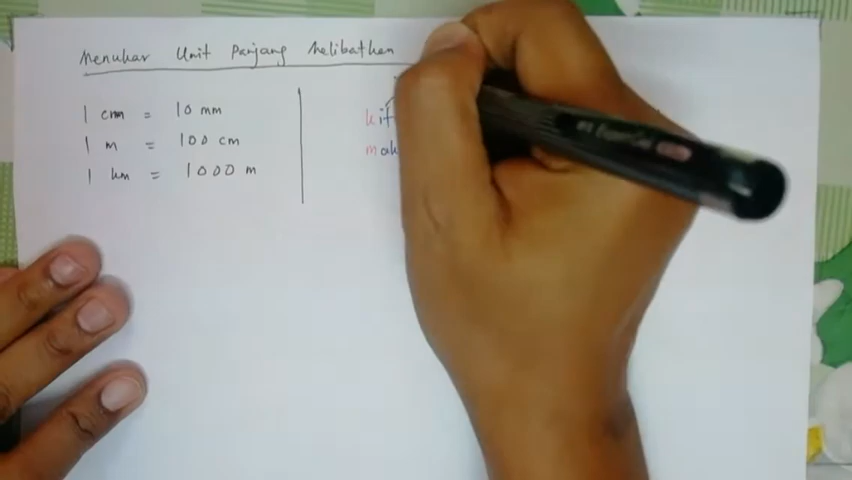 Menukar Unit Panjang Melibatkan
1 cm = 10 mm
1 m = 100 cm
1 km = 1000 m